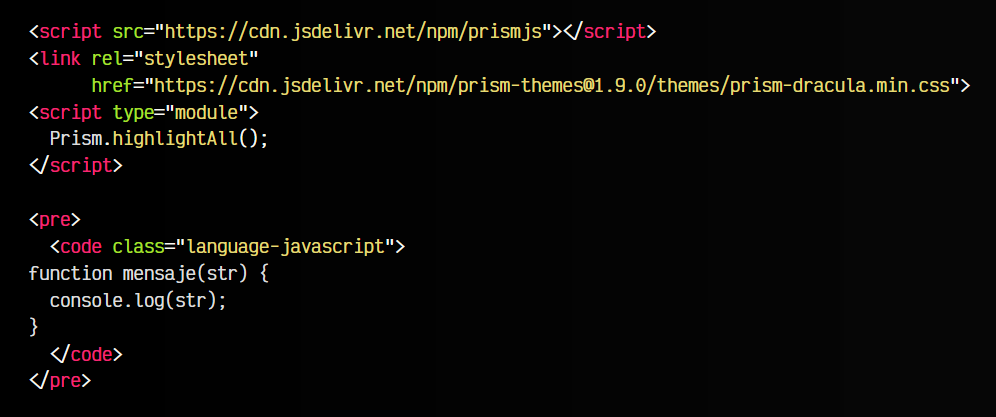 <script src="https://cdn.jsdelivr.net/npm/prismjs"></script>
<link rel="stylesheet"
      href="https://cdn.jsdelivr.net/npm/prism-themes@1.9.0/themes/prism-dracula.min.css">
<script type="module">
  Prism.highlightAll();
</script>

<pre>
  <code class="language-javascript">
function mensaje(str) {
  console.log(str);
}
  </code>
</pre>